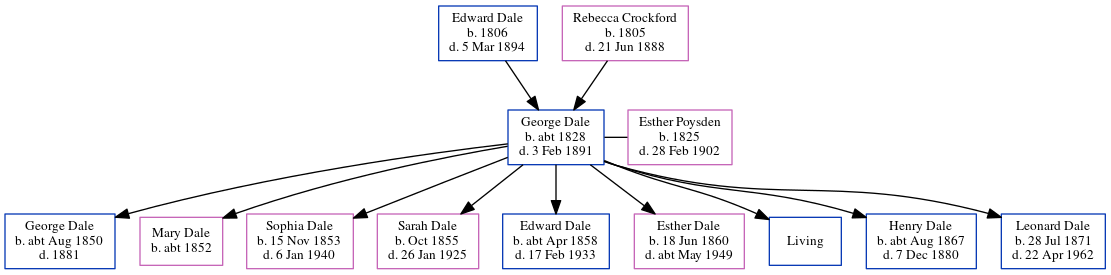 Edward Dale
b. 1806
d. 5 Mar 1894
Rebecca Crockford
b. 1805
d. 21 Jun 1888
George Dale
b. abt 1828
d. 3 Feb 1891
Esther Poysden
b. 1825
d. 28 Feb 1902
George Dale
b. abt Aug 1850
d. 1881
Mary Dale
b. abt 1852
Sophia Dale
b. 15 Nov 1853
d. 6 Jan 1940
Sarah Dale
b. Oct 1855
d. 26 Jan 1925
Edward Dale
b. abt Apr 1858
d. 17 Feb 1933
Esther Dale
b. 18 Jun 1860
d. abt May 1949
Living
Henry Dale
b. abt Aug 1867
d. 7 Dec 1880
Leonard Dale
b. 28 Jul 1871
d. 22 Apr 1962